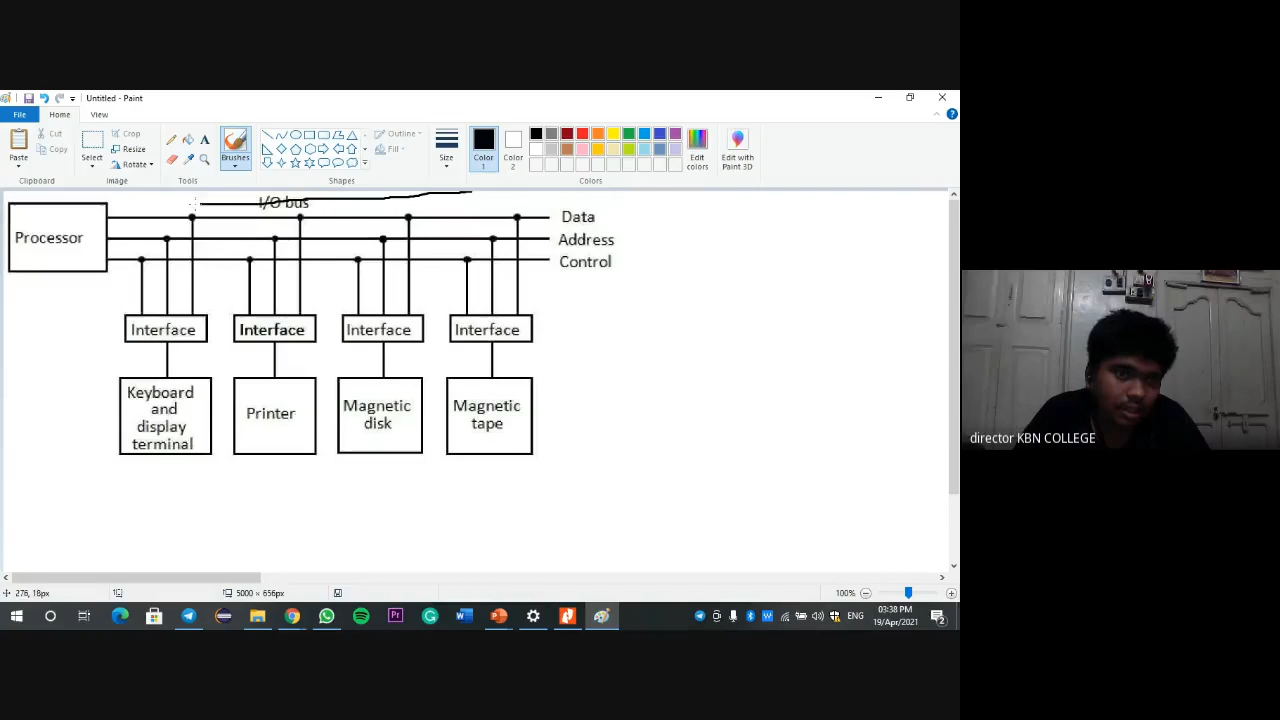 Untitled - Paint
File
Home
View
Paste
Cut
Copy
Clipboard
Select
Crop
Resize
Rotate
Image
Tools
Brushes
Shapes
Outline
Fill
Size
Color 1
Color 2
Edit colors
Edit with Paint 3D
Colors
I/O bus
Processor
Data
Address
Control
Interface
Interface
Interface
Interface
Keyboard
and
display
terminal
Printer
Magnetic
disk
Magnetic
tape
director KBN COLLEGE
276, 18px
5000 × 656px
100%
ENG
03:38 PM
19/Apr/2021
2